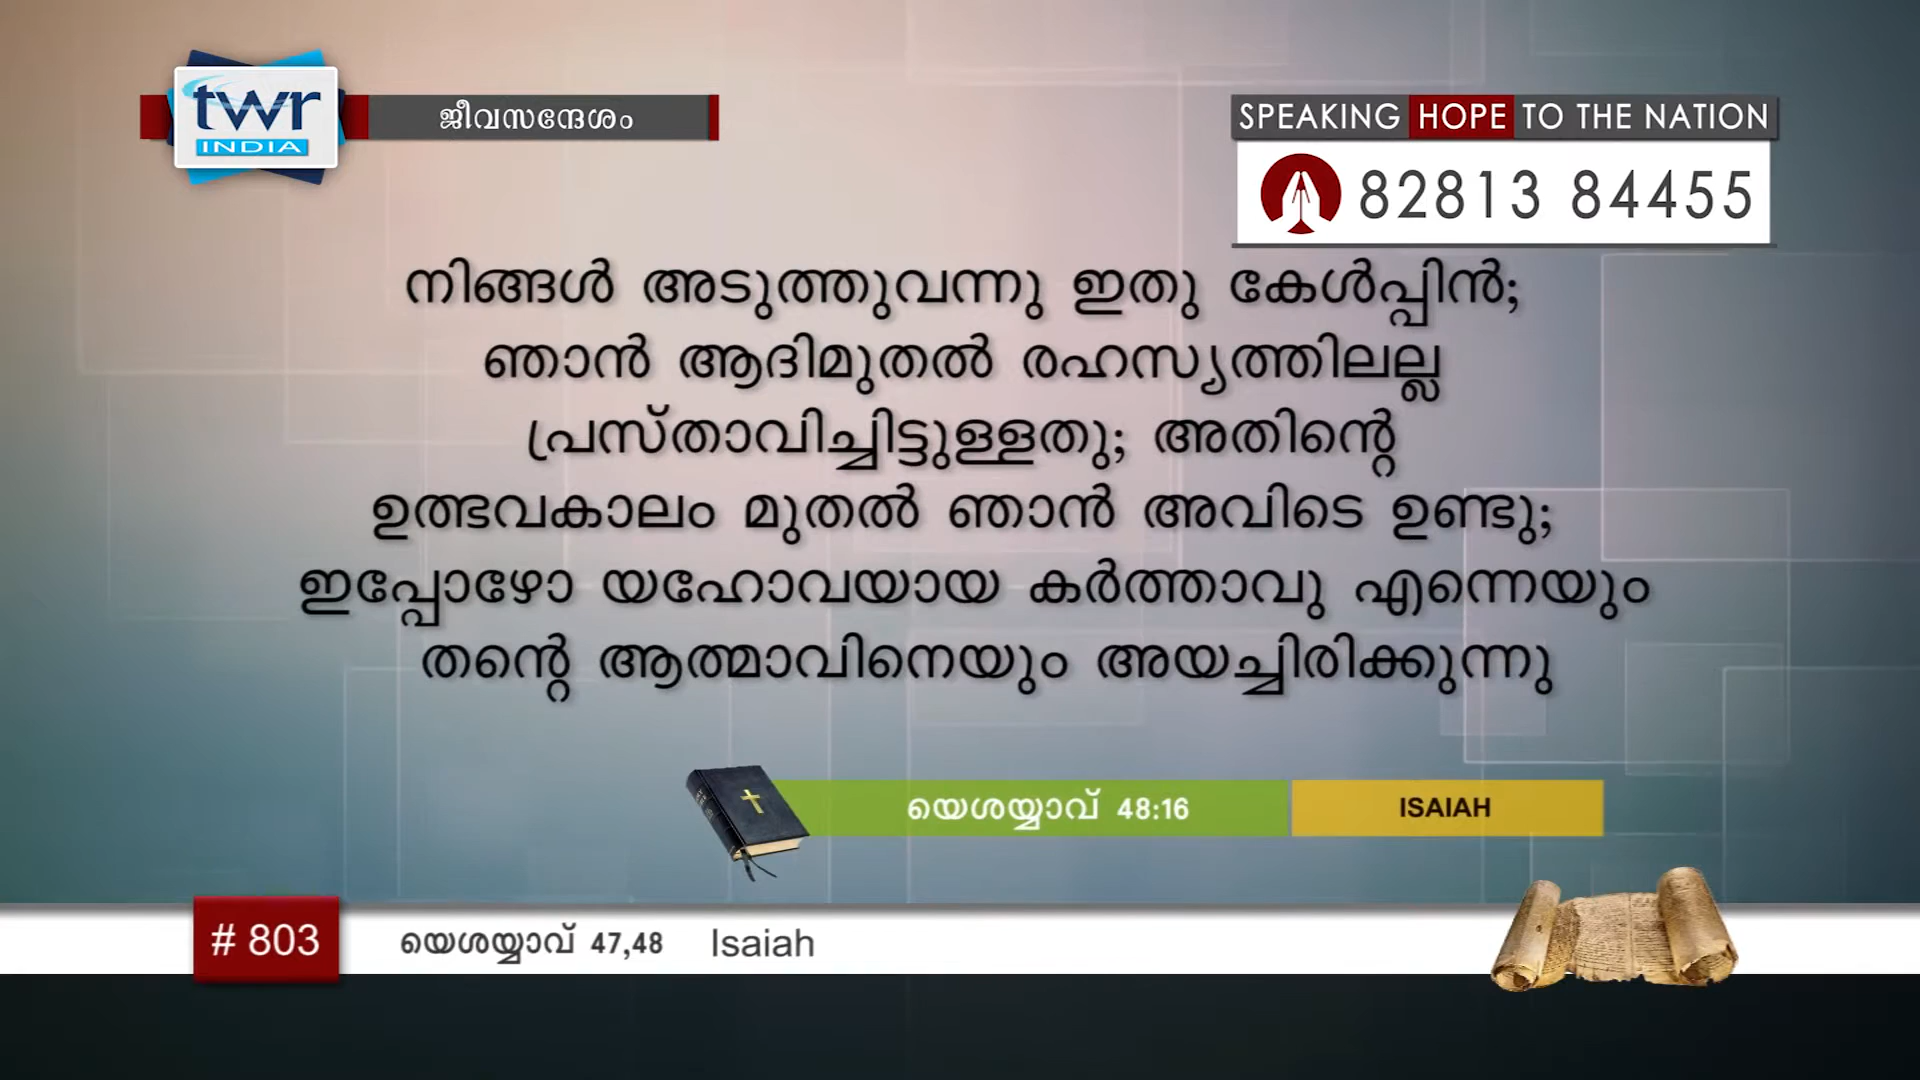 twr
INDIA
ജീവസന്ദേശം
SPEAKING HOPE TO THE NATION
82813 84455
നിങ്ങൾ അടുത്തുവന്നു ഇതു കേൾപ്പിൻ;
ഞാൻ ആദിമുതൽ രഹസ്യത്തിലല്ല
പ്രസ്താവിച്ചിട്ടുള്ളതു; അതിന്റെ
ഉത്ഭവകാലം മുതൽ ഞാൻ അവിടെ ഉണ്ടു;
ഇപ്പോഴോ യഹോവയായ കർത്താവു എന്നെയും
തന്റെ ആത്മാവിനെയും അയച്ചിരിക്കുന്നു
യെശയ്യാവ് 48:16
ISAIAH
# 803
യെശയ്യാവ് 47,48 Isaiah